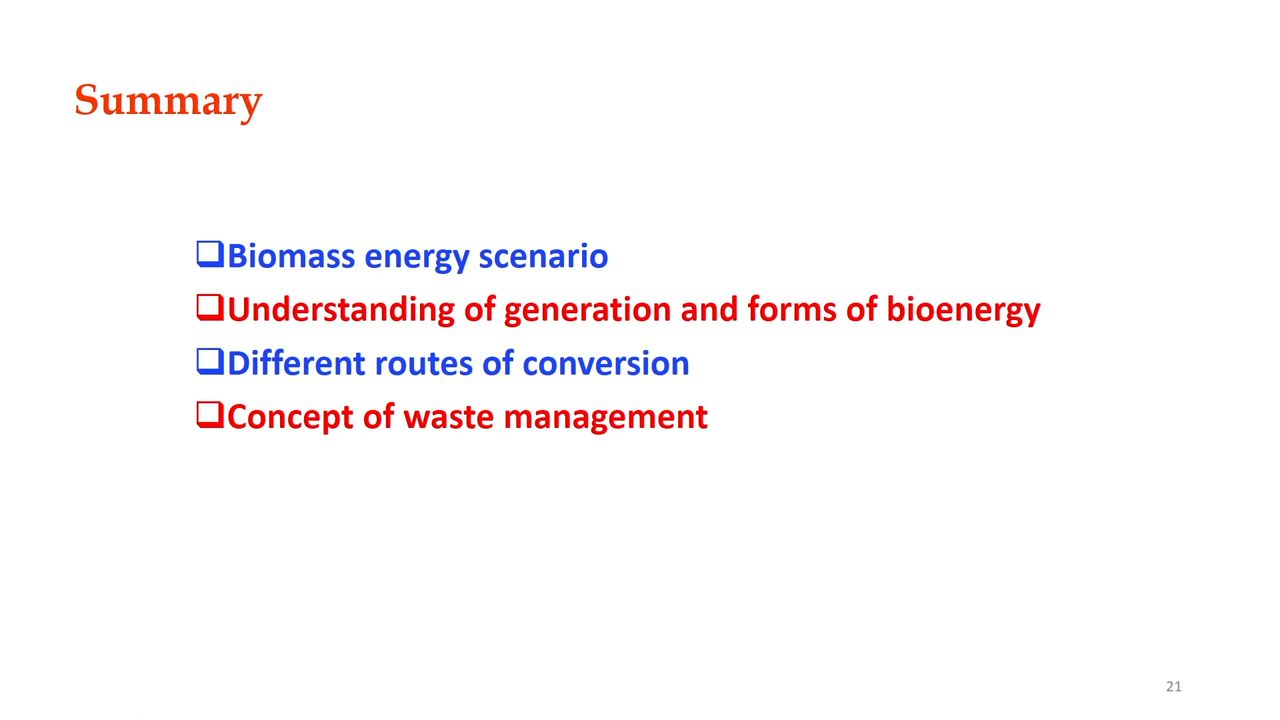 Summary
❑Biomass energy scenario
❑Understanding of generation and forms of bioenergy
❑Different routes of conversion
❑Concept of waste management
21